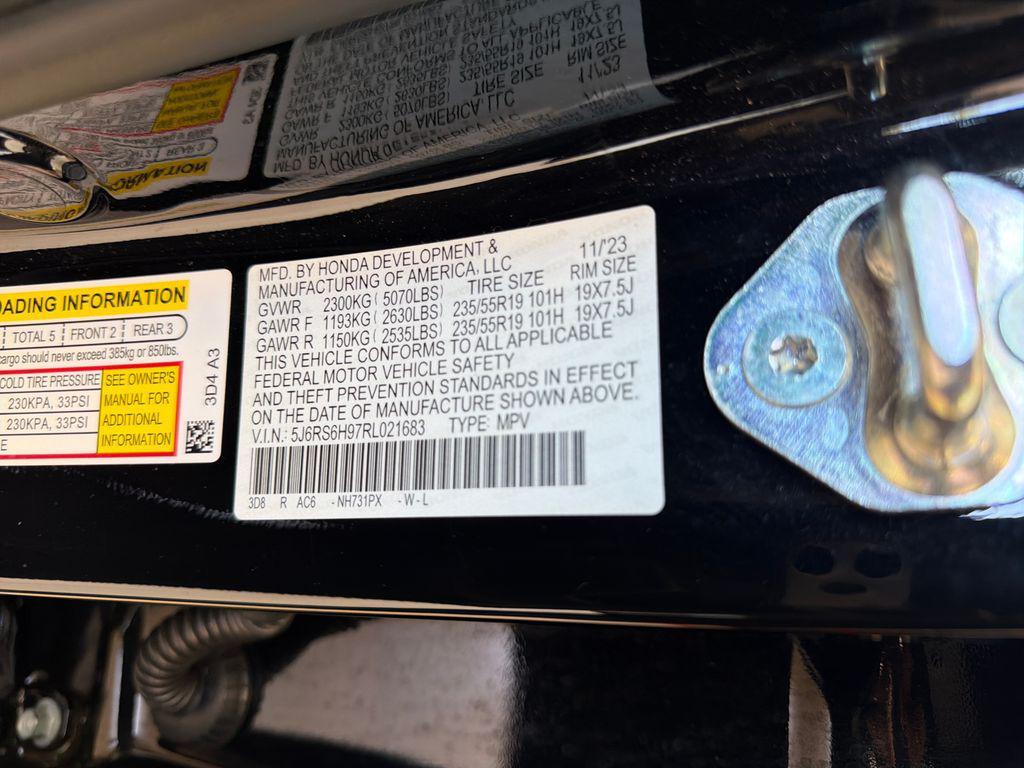 OADING INFORMATION
TOTAL 5 FRONT 2 REAR 3
cargo should never exceed 385kg or 850lbs.
COLD TIRE PRESSURE
230KPA, 33PSI
230KPA, 33PSI
SEE OWNER'S
MANUAL FOR
ADDITIONAL
INFORMATION
3D4 A3
MFD. BY HONDA DEVELOPMENT & 11/'23
MANUFACTURING OF AMERICA, LLC
GVWR 2300KG ( 5070LBS) TIRE SIZE RIM SIZE
GAWR F 1193KG ( 2630LBS) 235/55R19 101H 19X7.5J
GAWR R 1150KG ( 2535LBS) 235/55R19 101H 19X7.5J
THIS VEHICLE CONFORMS TO ALL APPLICABLE
FEDERAL MOTOR VEHICLE SAFETY
AND THEFT PREVENTION STANDARDS IN EFFECT
ON THE DATE OF MANUFACTURE SHOWN ABOVE.
V.I.N.: 5J6RS6H97RL021683 TYPE: MPV
3D8 R AC6 - NH731PX - W - L